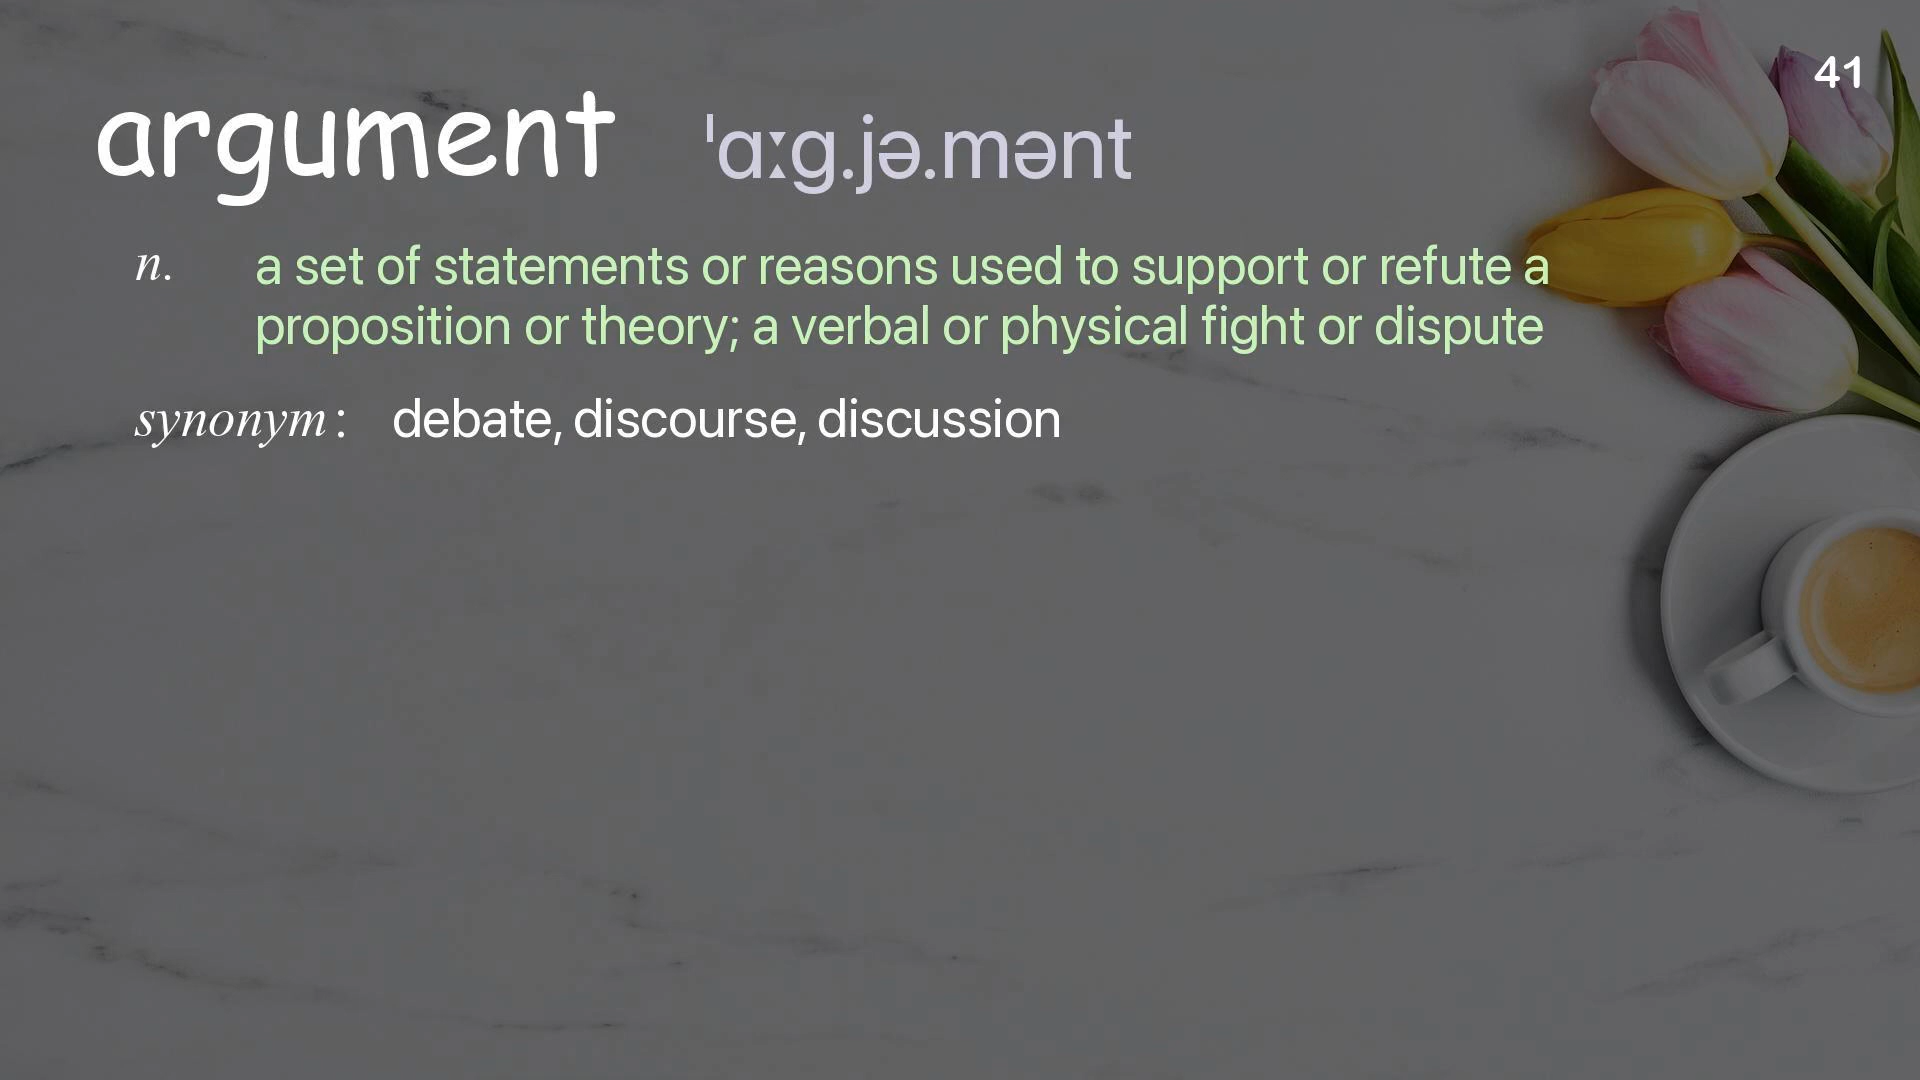 41
argument ˈɑːɡ.jə.mənt
n. a set of statements or reasons used to support or refute a
proposition or theory; a verbal or physical fight or dispute
synonym : debate, discourse, discussion